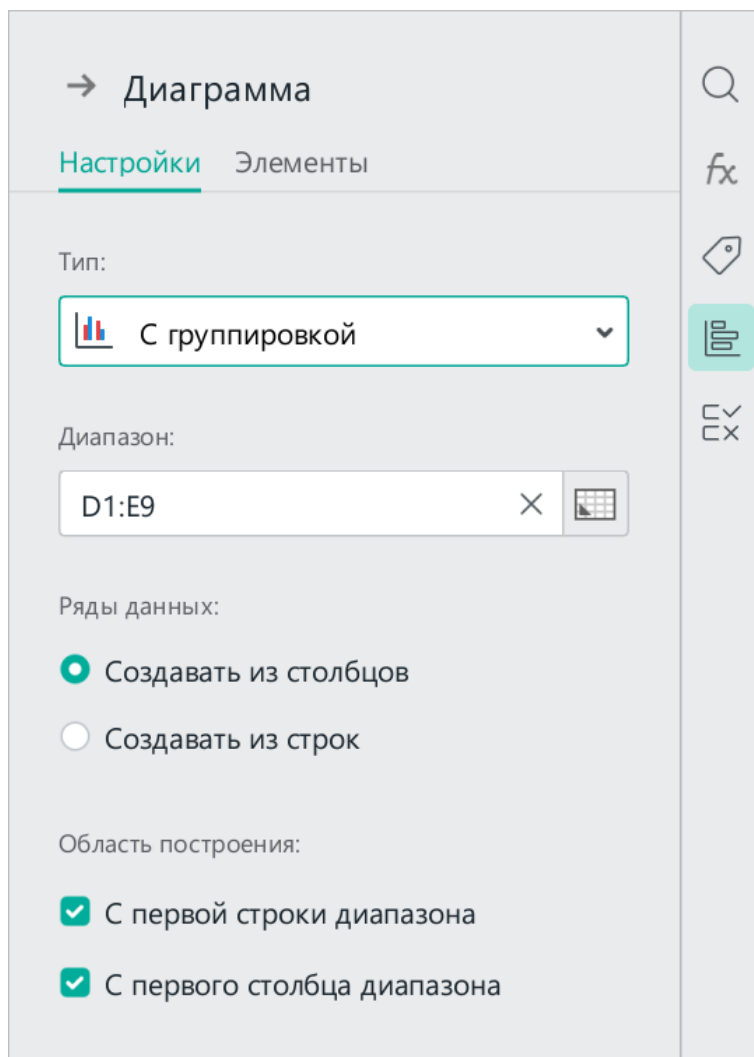 Диаграмма
Настройки Элементы
Тип:
С группировкой
Диапазон:
D1:E9
Ряды данных:
Создавать из столбцов
Создавать из строк
Область построения:
С первой строки диапазона
С первого столбца диапазона
fx